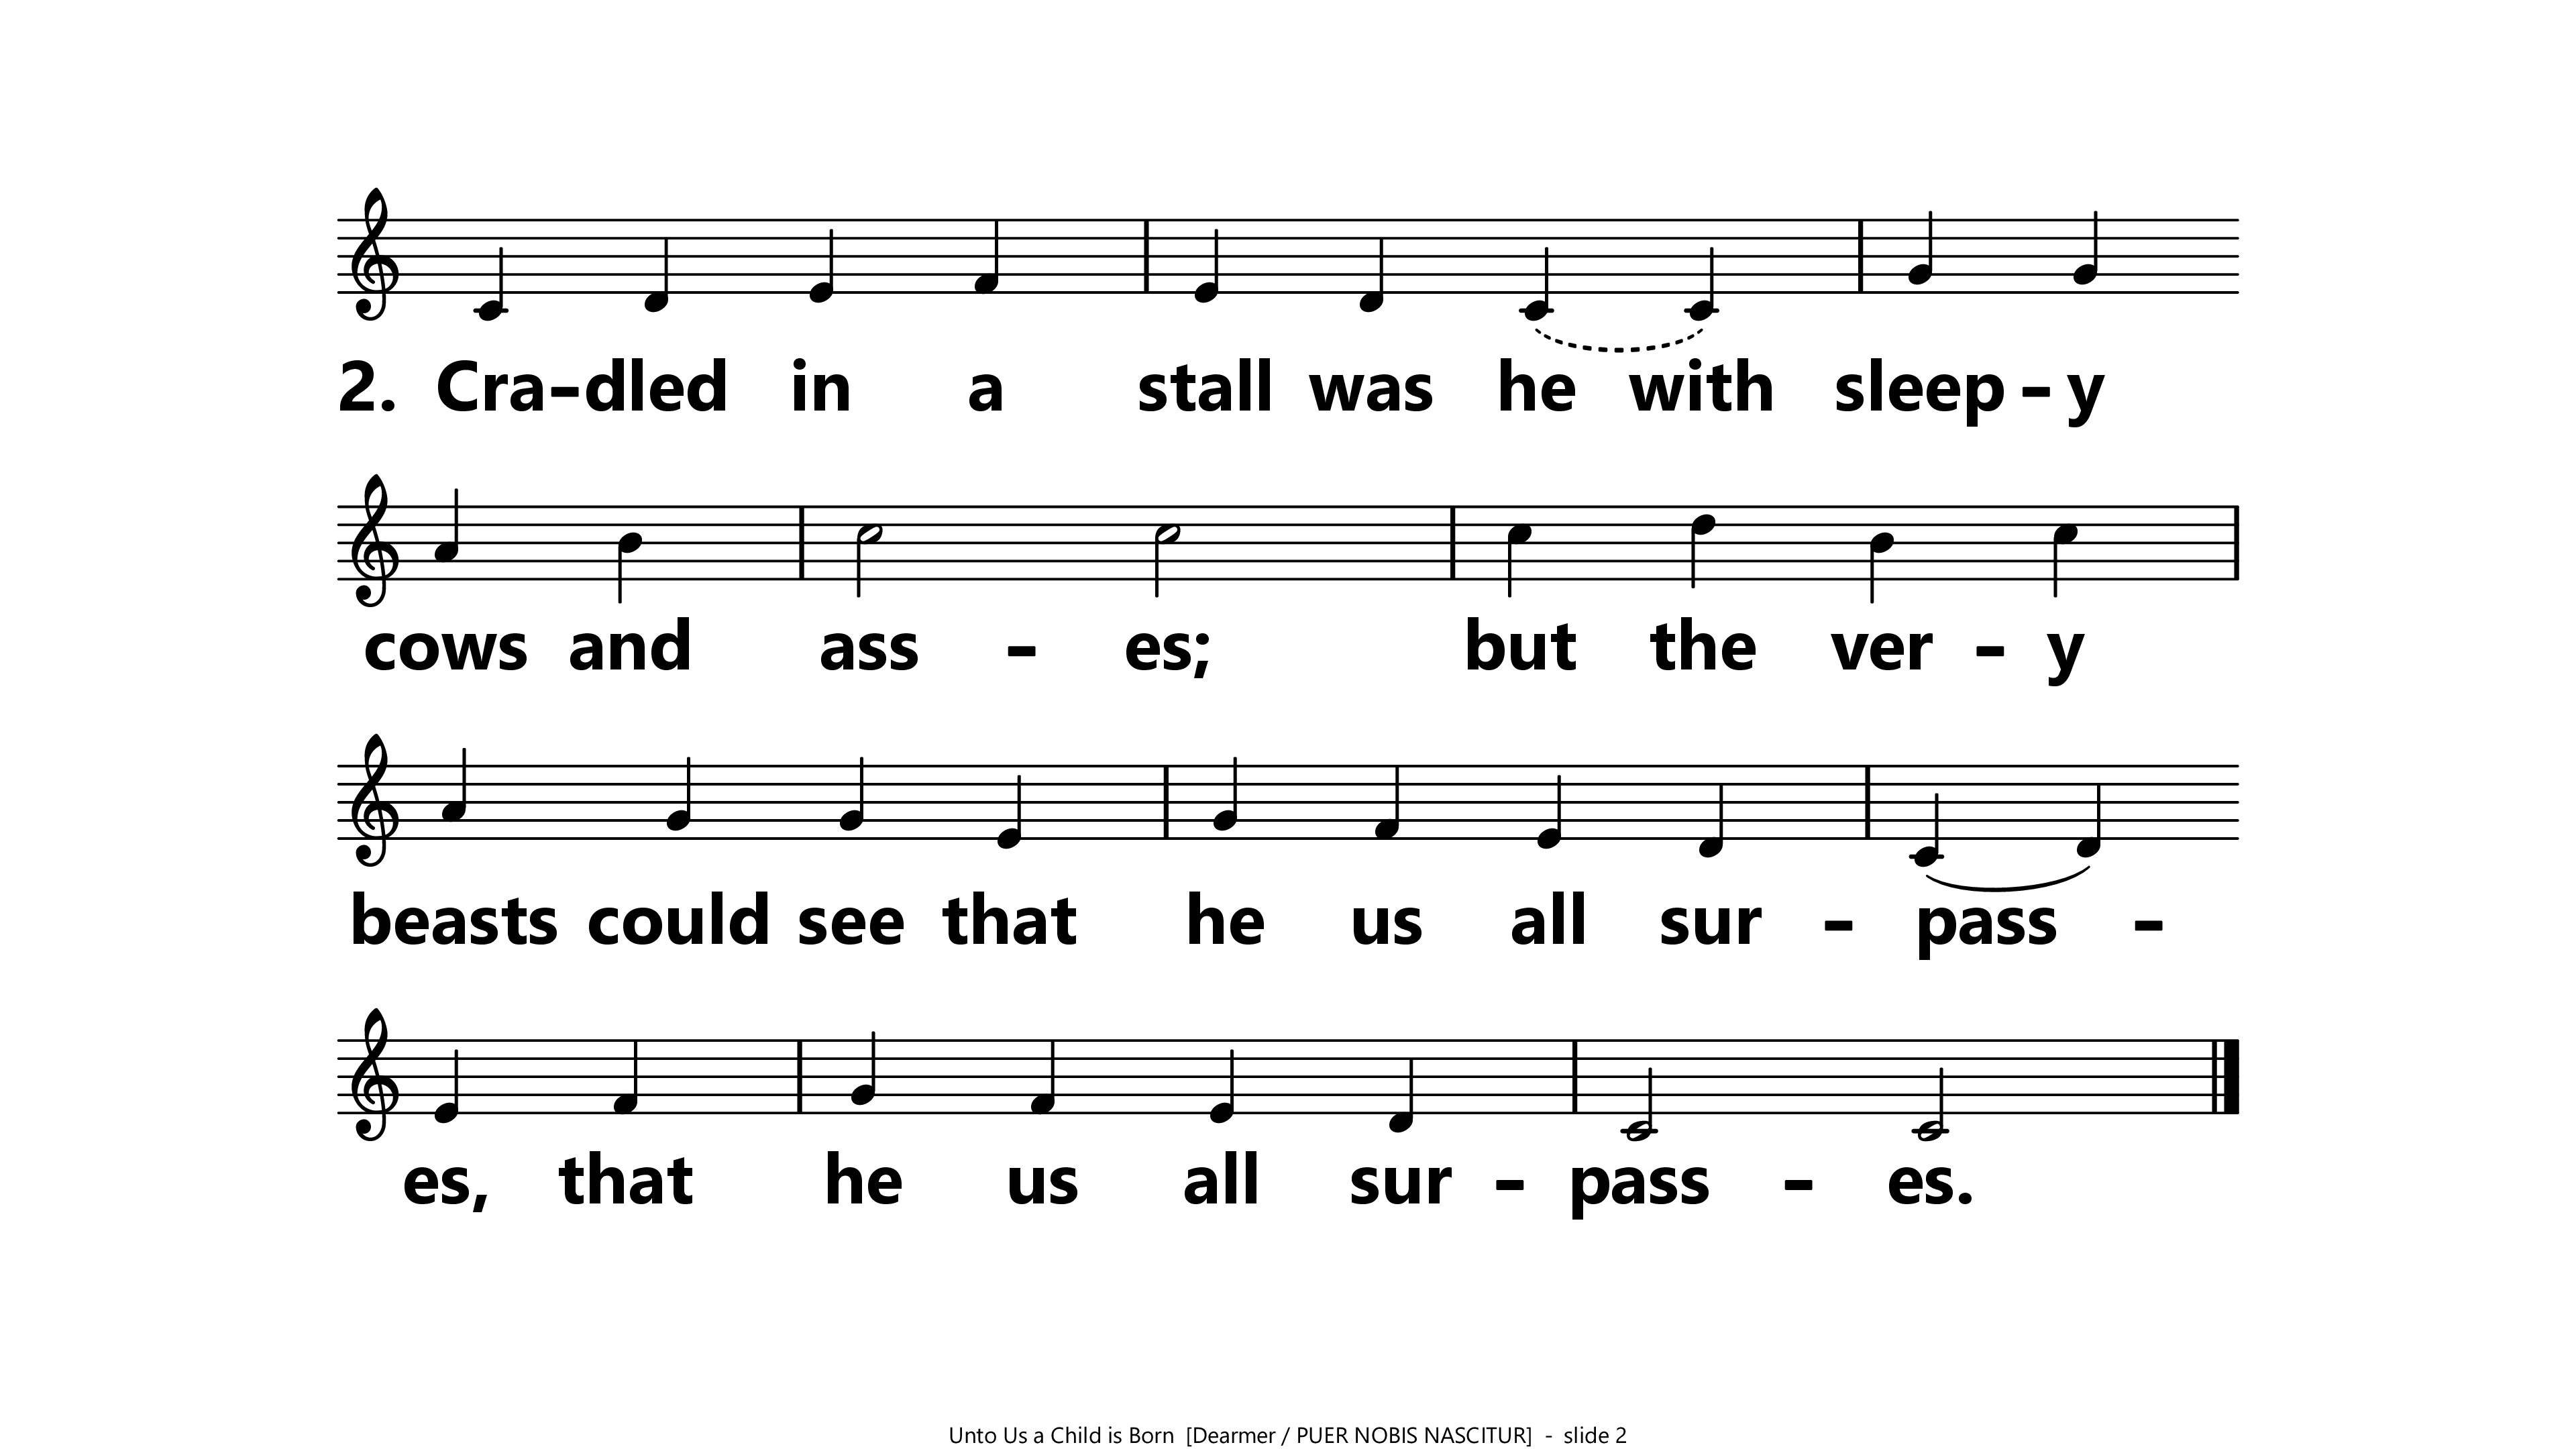 2. Cra-dled in a stall was he with sleep - y
cows and ass - es; but the ver - y
beasts could see that he us all sur - pass -
es, that he us all sur - pass - es.
Unto Us a Child is Born [Dearmer / PUER NOBIS NASCITUR] - slide 2